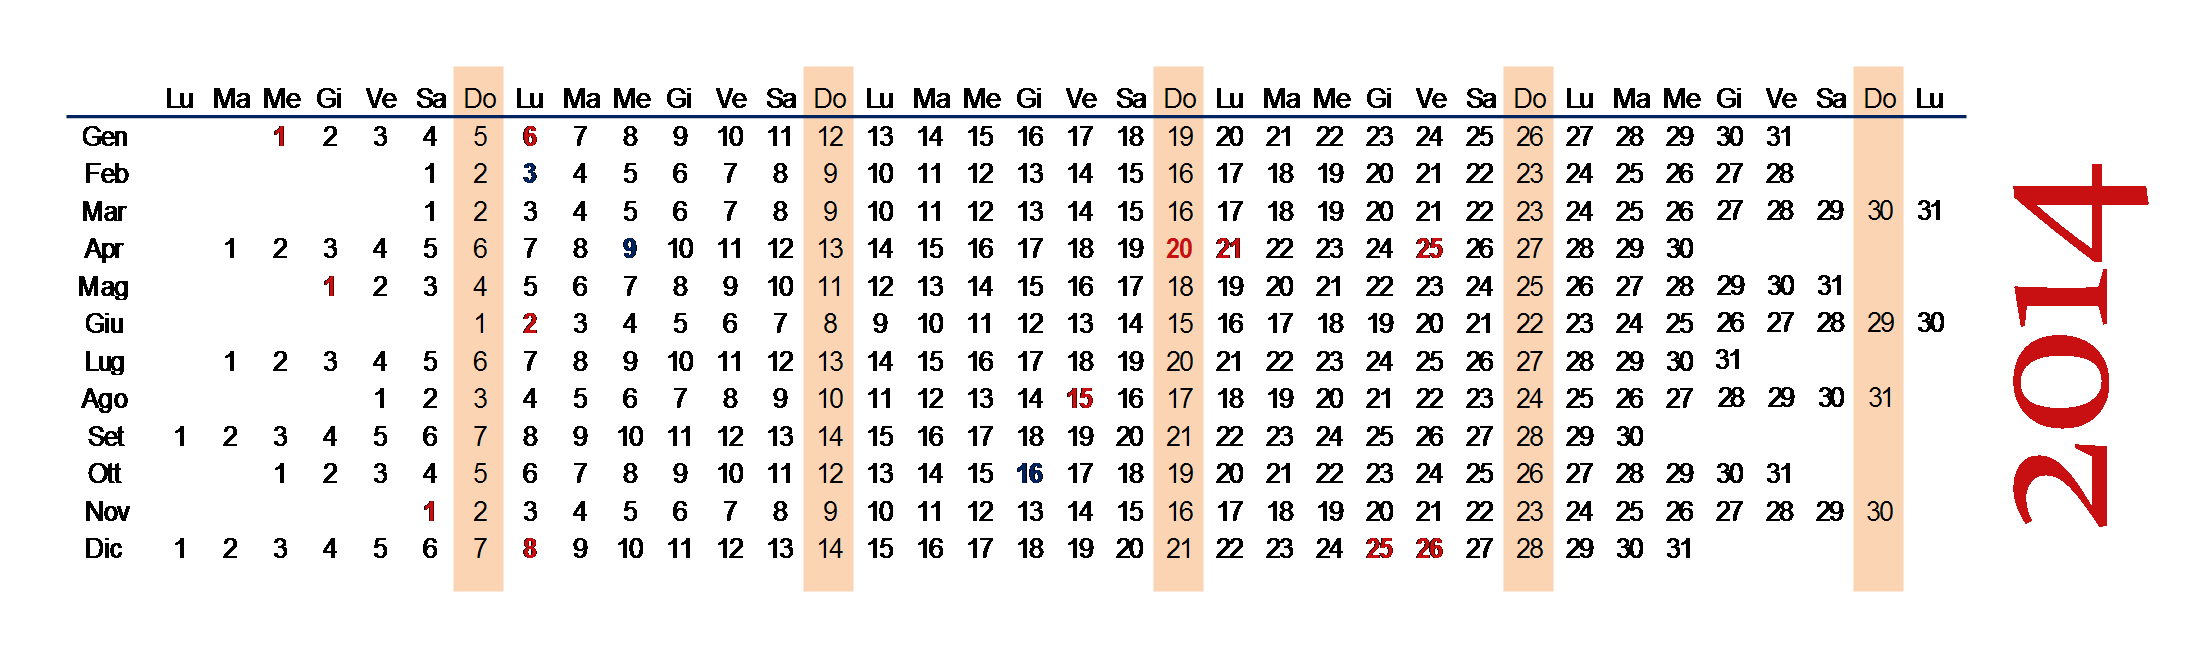 Lu Ma Me Gi Ve Sa Do Lu Ma Me Gi Ve Sa Do Lu Ma Me Gi Ve Sa Do Lu Ma Me Gi Ve Sa Do Lu Ma Me Gi Ve Sa Do Lu
Gen 1 2 3 4 5 6 7 8 9 10 11 12 13 14 15 16 17 18 19 20 21 22 23 24 25 26 27 28 29 30 31
Feb 1 2 3 4 5 6 7 8 9 10 11 12 13 14 15 16 17 18 19 20 21 22 23 24 25 26 27 28
Mar 1 2 3 4 5 6 7 8 9 10 11 12 13 14 15 16 17 18 19 20 21 22 23 24 25 26 27 28 29 30 31
Apr 1 2 3 4 5 6 7 8 9 10 11 12 13 14 15 16 17 18 19 20 21 22 23 24 25 26 27 28 29 30
Mag 1 2 3 4 5 6 7 8 9 10 11 12 13 14 15 16 17 18 19 20 21 22 23 24 25 26 27 28 29 30 31
Giu 1 2 3 4 5 6 7 8 9 10 11 12 13 14 15 16 17 18 19 20 21 22 23 24 25 26 27 28 29 30
Lug 1 2 3 4 5 6 7 8 9 10 11 12 13 14 15 16 17 18 19 20 21 22 23 24 25 26 27 28 29 30 31
Ago 1 2 3 4 5 6 7 8 9 10 11 12 13 14 15 16 17 18 19 20 21 22 23 24 25 26 27 28 29 30 31
Set 1 2 3 4 5 6 7 8 9 10 11 12 13 14 15 16 17 18 19 20 21 22 23 24 25 26 27 28 29 30
Ott 1 2 3 4 5 6 7 8 9 10 11 12 13 14 15 16 17 18 19 20 21 22 23 24 25 26 27 28 29 30 31
Nov 1 2 3 4 5 6 7 8 9 10 11 12 13 14 15 16 17 18 19 20 21 22 23 24 25 26 27 28 29 30
Dic 1 2 3 4 5 6 7 8 9 10 11 12 13 14 15 16 17 18 19 20 21 22 23 24 25 26 27 28 29 30 31
2014